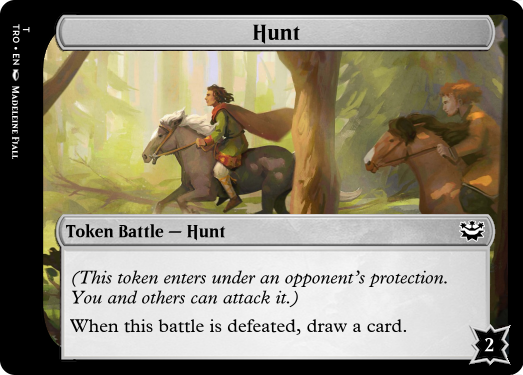 Hunt
Token Battle — Hunt
(This token enters under an opponent's protection.
You and others can attack it.)
When this battle is defeated, draw a card.
2
T
TRO • EN MADELEINE HALL